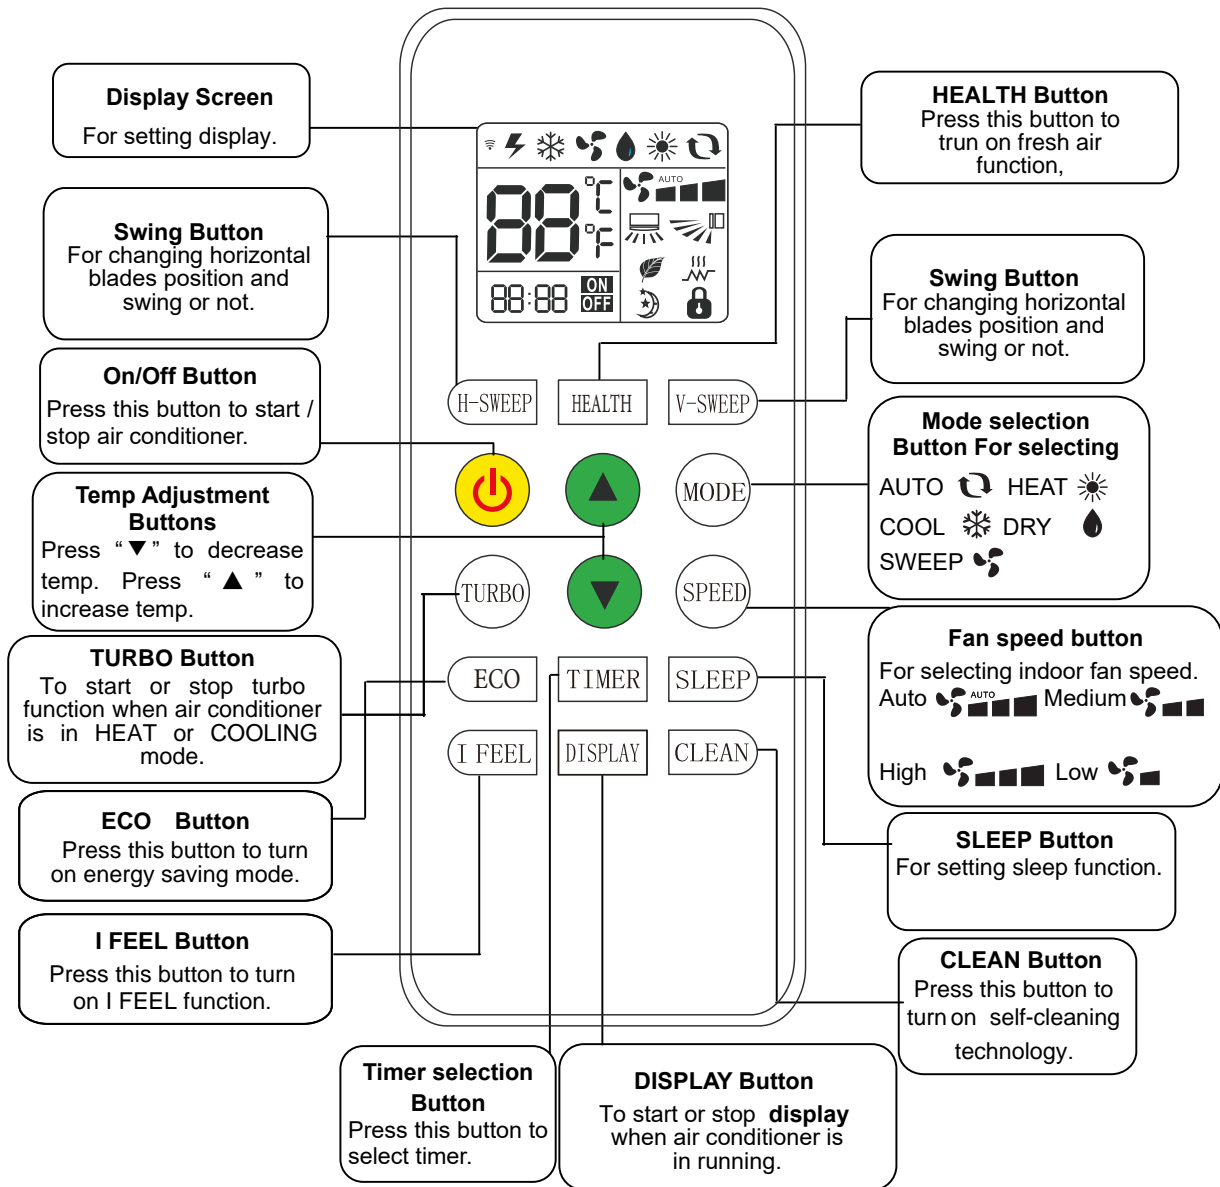 Display Screen
For setting display.
HEALTH Button
Press this button to
trun on fresh air
function,
Swing Button
For changing horizontal
blades position and
swing or not.
AUTO
88 °C
°F
88:88 ON
OFF
Swing Button
For changing horizontal
blades position and
swing or not.
On/Off Button
Press this button to start /
stop air conditioner.
H-SWEEP HEALTH V-SWEEP
Mode selection
Button For selecting
AUTO HEAT
COOL DRY
SWEEP
MODE
Temp Adjustment
Buttons
Press “▼” to decrease
temp. Press “ ▲ ” to
increase temp.
TURBO SPEED
Fan speed button
For selecting indoor fan speed.
Auto AUTO Medium
High Low
TURBO Button
To start or stop turbo
function when air conditioner
is in HEAT or COOLING
mode.
ECO TIMER SLEEP
I FEEL DISPLAY CLEAN
ECO Button
Press this button to turn
on energy saving mode.
SLEEP Button
For setting sleep function.
I FEEL Button
Press this button to turn
on I FEEL function.
CLEAN Button
Press this button to
turn on self-cleaning
technology.
Timer selection
Button
Press this button to
select timer.
DISPLAY Button
To start or stop display
when air conditioner is
in running.